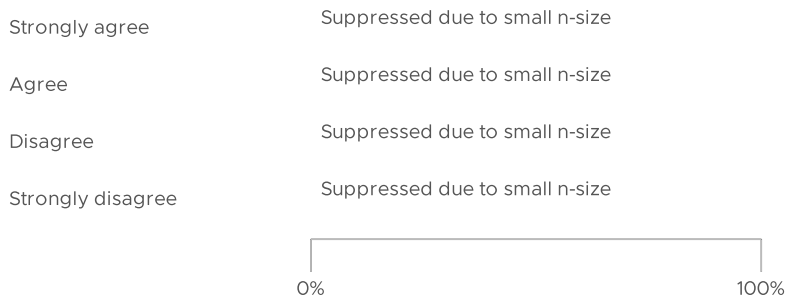 Strongly agree
Suppressed due to small n-size
Agree
Suppressed due to small n-size
Disagree
Suppressed due to small n-size
Strongly disagree
Suppressed due to small n-size
0%
100%